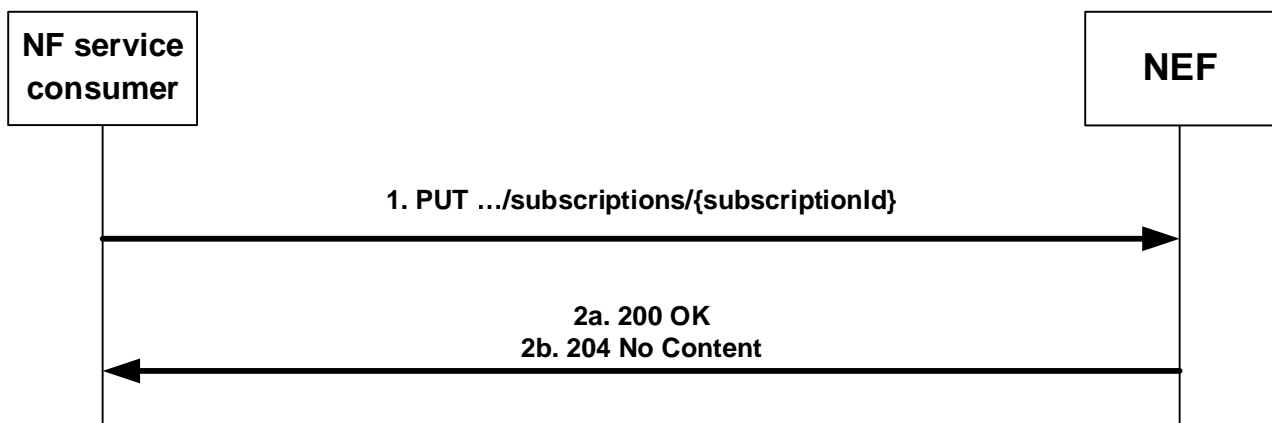 NF service
consumer
NEF
1. PUT …/subscriptions/{subscriptionId}
2a. 200 OK
2b. 204 No Content